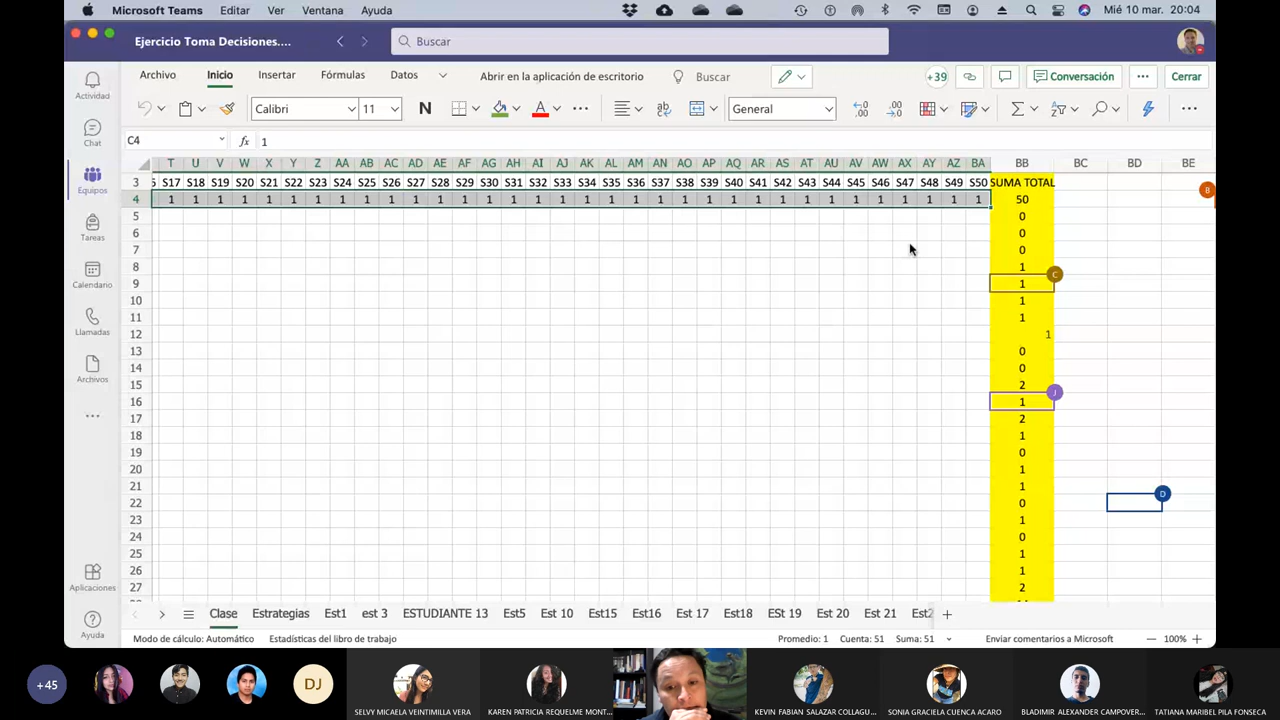 Microsoft Teams Editar Ver Ventana Ayuda Mié 10 mar. 20:04
Ejercicio Toma Decisiones.... Buscar
Actividad
Chat
Equipos
Tareas
Calendario
Llamadas
Archivos
Aplicaciones
Ayuda
Archivo Inicio Insertar Fórmulas Datos Abrir en la aplicación de escritorio Buscar +39 Conversación Cerrar
Calibri 11 N A General
C4 fx 1
T U V W X Y Z AA AB AC AD AE AF AG AH AI AJ AK AL AM AN AO AP AQ AR AS AT AU AV AW AX AY AZ BA BB BC BD BE
3 S17 S18 S19 S20 S21 S22 S23 S24 S25 S26 S27 S28 S29 S30 S31 S32 S33 S34 S35 S36 S37 S38 S39 S40 S41 S42 S43 S44 S45 S46 S47 S48 S49 S50 SUMA TOTAL
4 1 1 1 1 1 1 1 1 1 1 1 1 1 1 1 1 1 1 1 1 1 1 1 1 1 1 1 1 1 1 1 1 1 1 50
B
5 0
6 0
7 0
8 1
9 1 C
10 1
11 1
12 1
13 0
14 0
15 2
16 1 J
17 2
18 1
19 0
20 1
21 1
22 0 D
23 1
24 0
25 1
26 1
27 2
Clase Estrategias Est1 est 3 ESTUDIANTE 13 Est5 Est 10 Est15 Est16 Est 17 Est18 ESt 19 Est 20 Est 21 Est2
Modo de cálculo: Automático Estadísticas del libro de trabajo Promedio: 1 Cuenta: 51 Suma: 51 Enviar comentarios a Microsoft 100%
+45 DJ
SELVY MICAELA VEINTIMILLA VERA KAREN PATRICIA REQUELME MONT... KEVIN FABIAN SALAZAR COLLAGU... SONIA GRACIELA CUENCA ACARO BLADIMIR ALEXANDER CAMPOVER... TATIANA MARIBEL PILA FONSECA